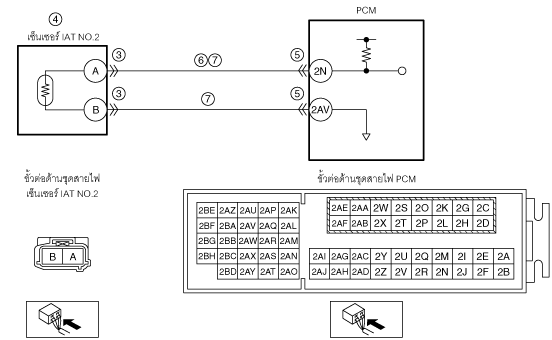 PCM
④
เซ็นเซอร์ IAT NO.2
③ ⑥⑦ ⑤
A 2N
③ ⑦ ⑤
B 2AV
ขั้วต่อด้านชุดสายไฟ
เซ็นเซอร์ IAT NO.2
B A
ขั้วต่อด้านชุดสายไฟ PCM
2BE 2AZ 2AU 2AP 2AK 2AE 2AA 2W 2S 2O 2K 2G 2C
2BF 2BA 2AV 2AQ 2AL 2AF 2AB 2X 2T 2P 2L 2H 2D
2BG 2BB 2AW 2AR 2AM
2BH 2BC 2AX 2AS 2AN 2AI 2AG 2AC 2Y 2U 2Q 2M 2I 2E 2A
2BD 2AY 2AT 2AO 2AJ 2AH 2AD 2Z 2V 2R 2N 2J 2F 2B